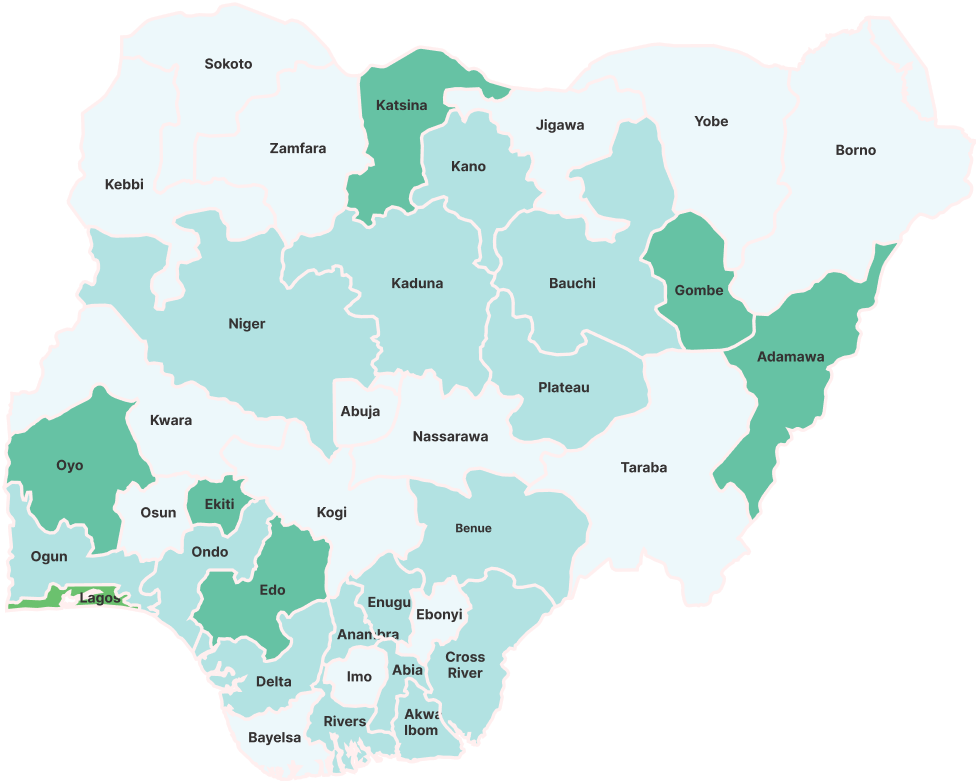 Sokoto
Katsina
Jigawa
Yobe
Zamfara
Borno
Kano
Kebbi
Kaduna
Bauchi
Gombe
Niger
Adamawa
Plateau
Abuja
Kwara
Nassarawa
Oyo
Taraba
Ekiti
Osun
Kogi
Benue
Ogun
Ondo
Edo
Lagos
Enugu
Ebonyi
Anambra
Cross
River
Abia
Imo
Delta
Rivers
Akwa
Ibom
Bayelsa